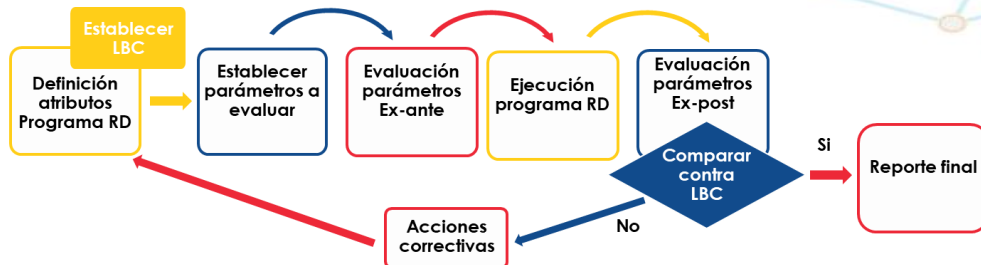 Establecer
LBC
Definición
atributos
Programa RD
Establecer
parámetros a
evaluar
Evaluación
parámetros
Ex-ante
Ejecución
programa RD
Evaluación
parámetros
Ex-post
Comparar
contra
LBC
Si
Reporte final
No
Acciones
correctivas